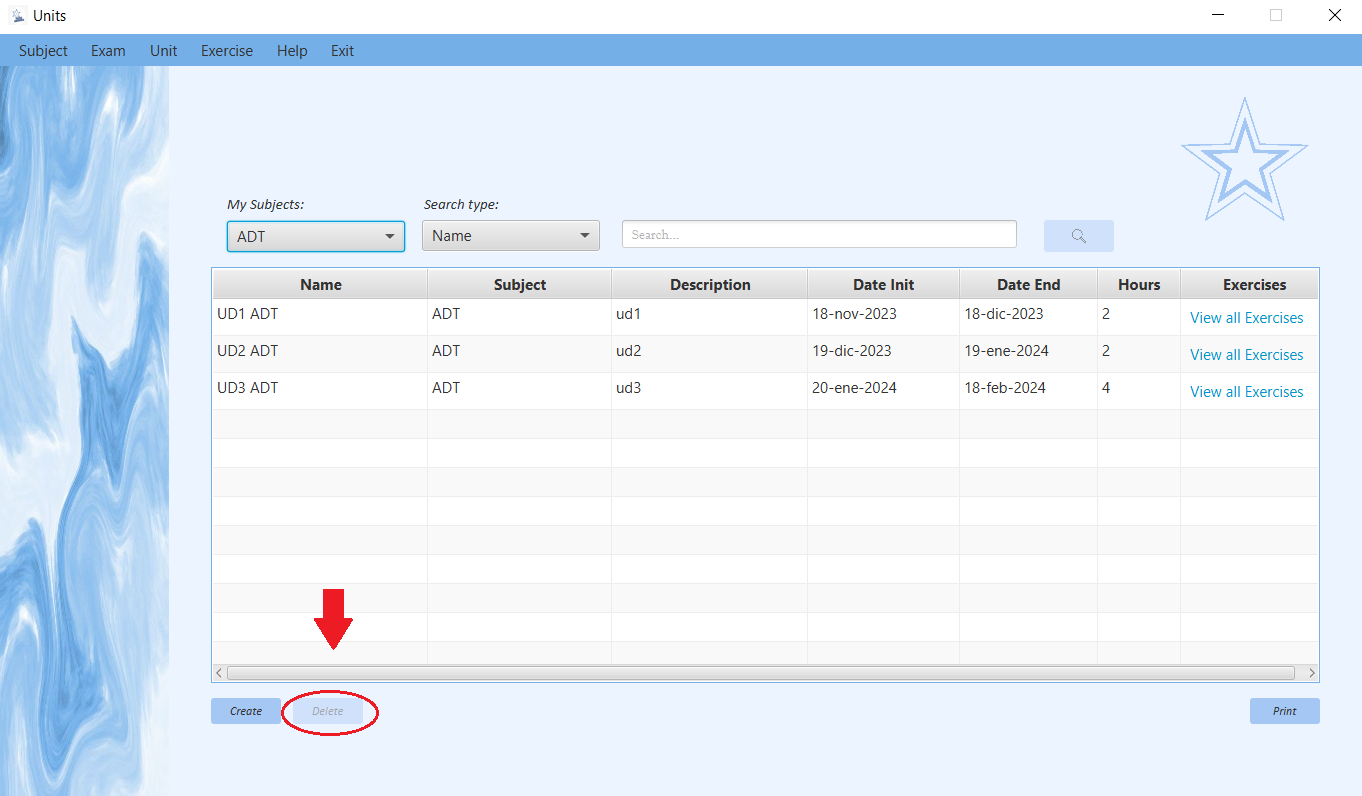 Units
Subject Exam Unit Exercise Help Exit
My Subjects: Search type:
ADT Name Search...
Name Subject Description Date Init Date End Hours Exercises
UD1 ADT ADT ud1 18-nov-2023 18-dic-2023 2 View all Exercises
UD2 ADT ADT ud2 19-dic-2023 19-ene-2024 2 View all Exercises
UD3 ADT ADT ud3 20-ene-2024 18-feb-2024 4 View all Exercises
Create Delete Print